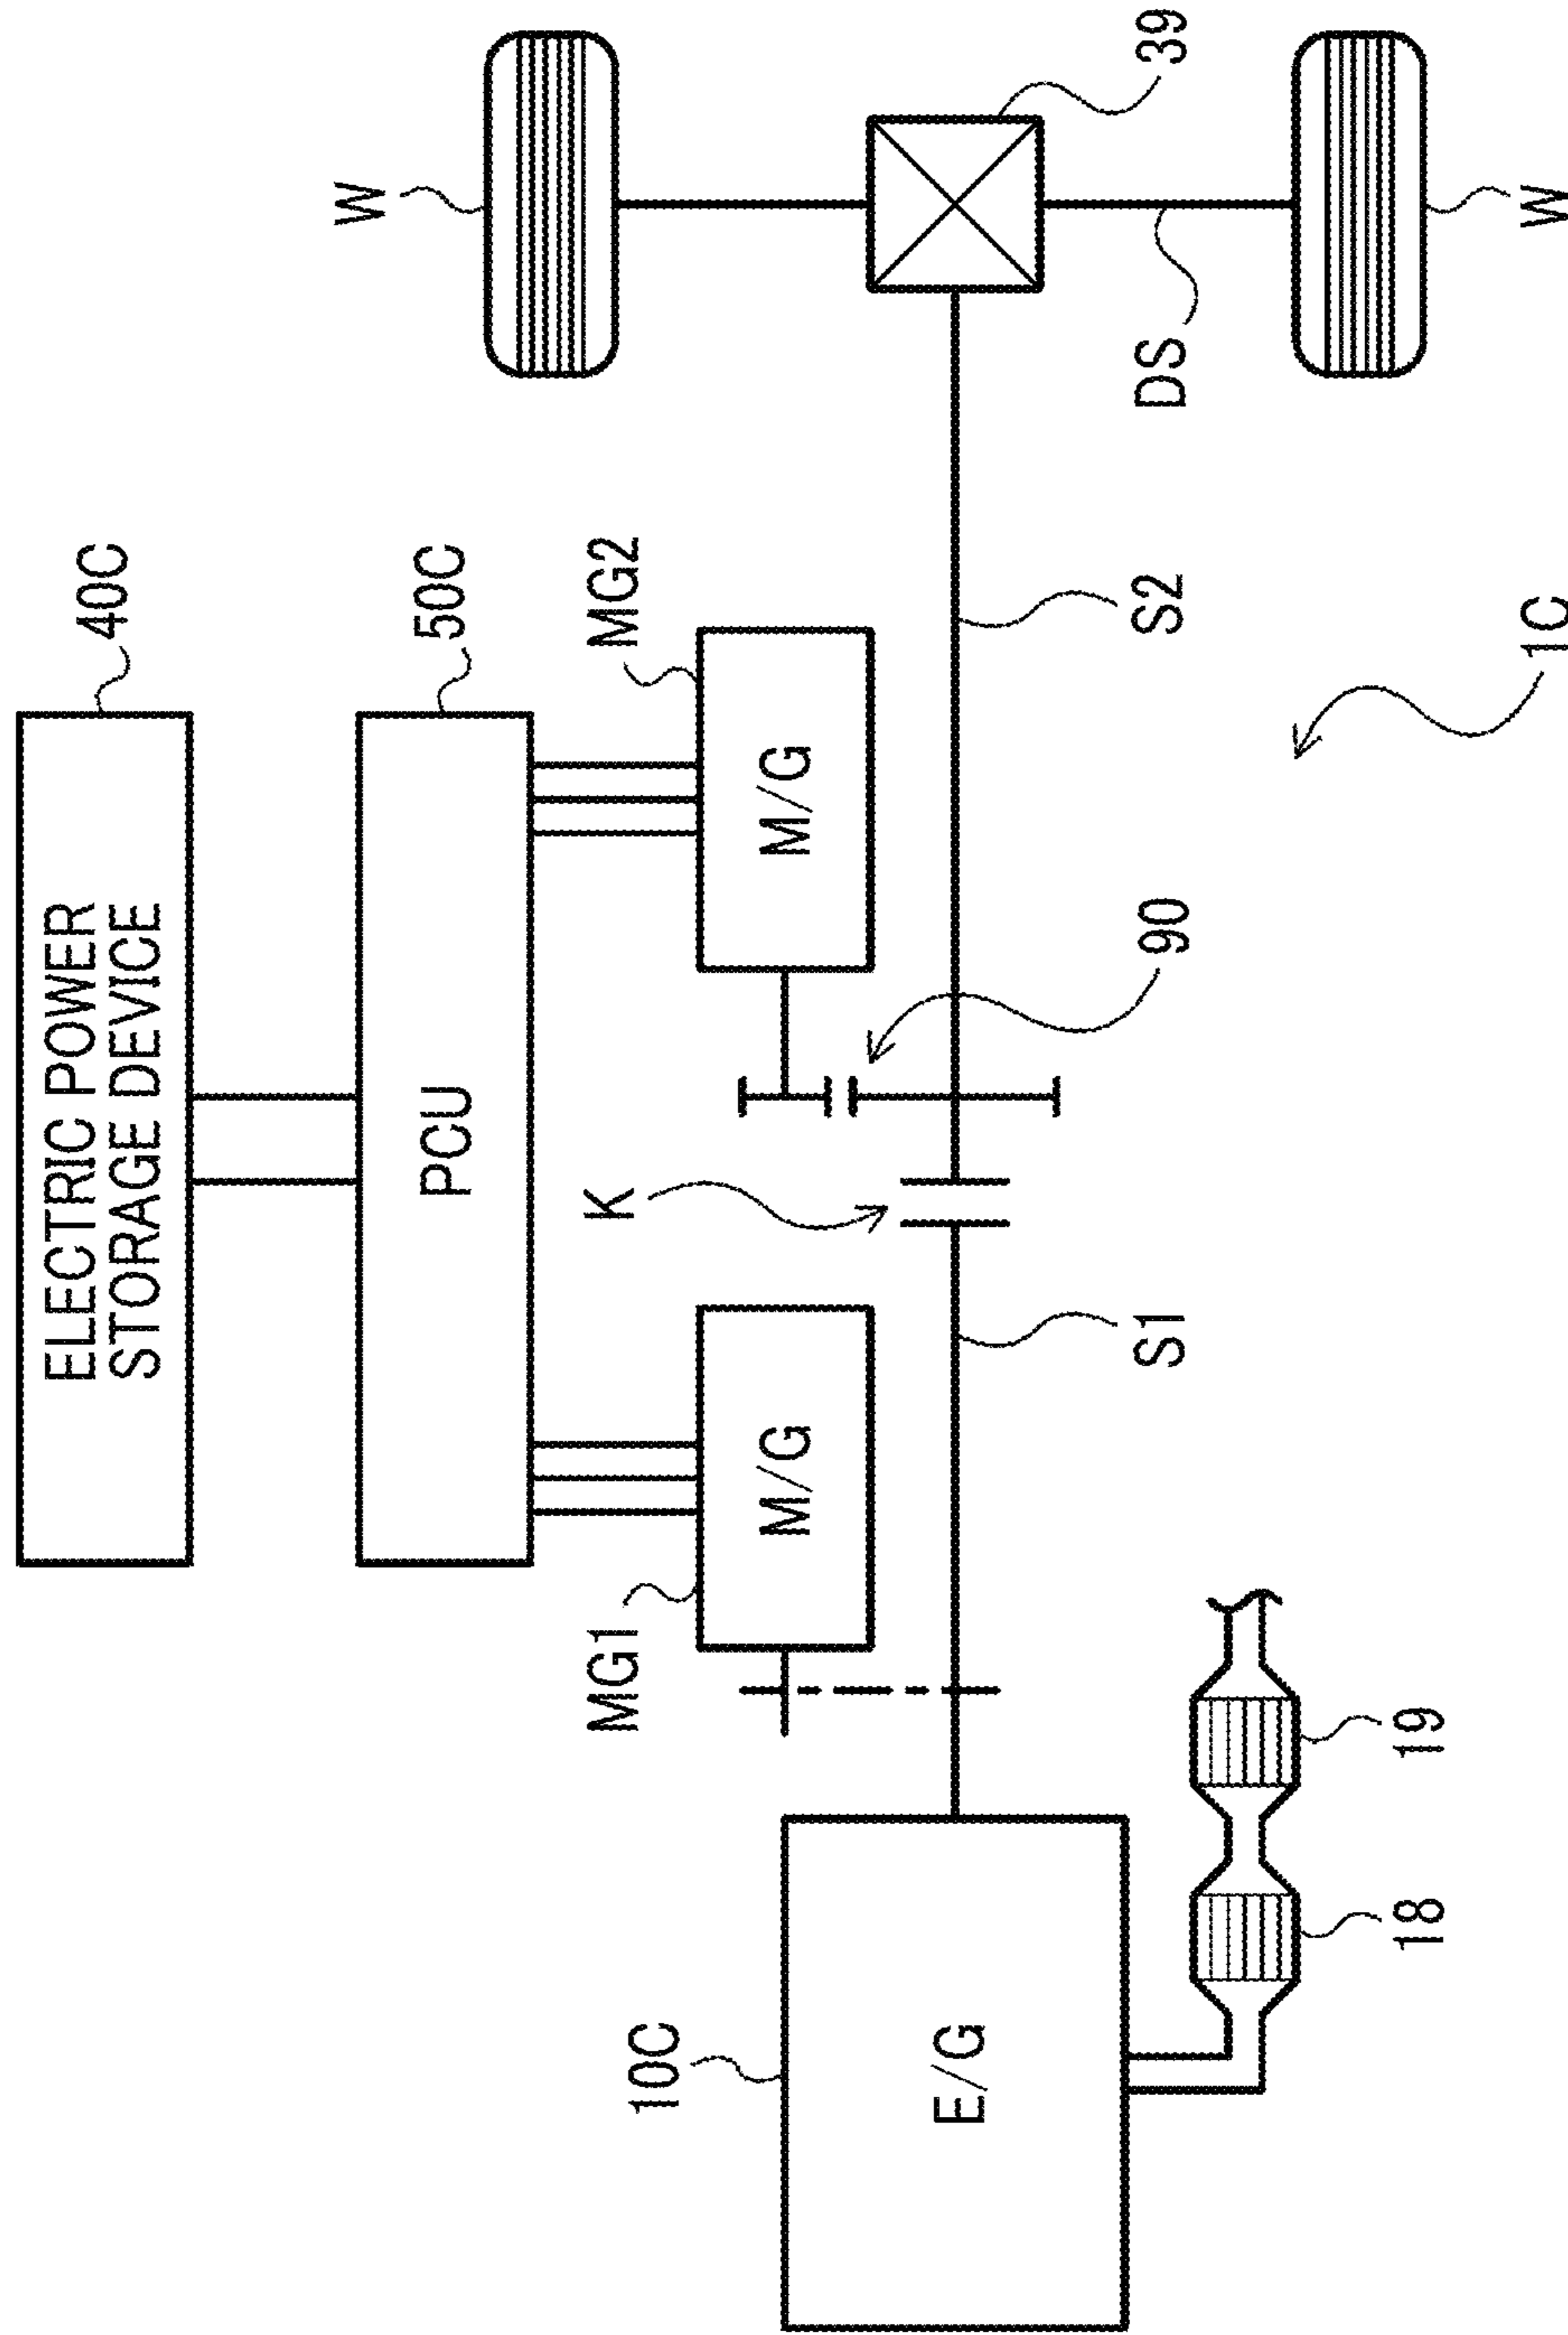 ELECTRIC POWER
STORAGE DEVICE
40C
PCU
50C
W
MG1
M/G
K
MG2
M/G
10C
E/G
90
39
S1
S2
DS
18
19
1C
W